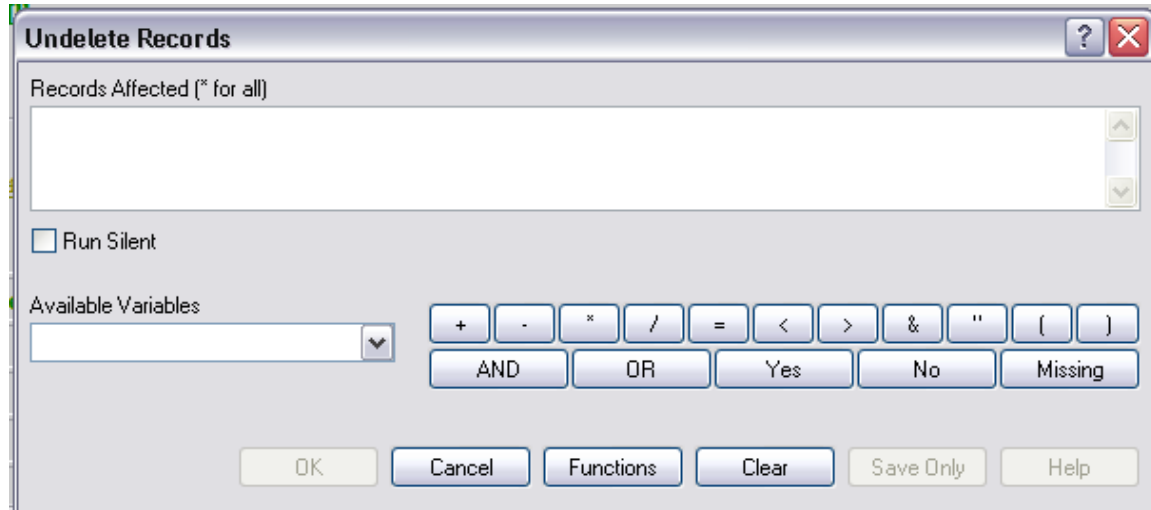 Undelete Records ?
Records Affected (* for all)
Run Silent
Available Variables
+ - * / = < > & " ( )
AND OR Yes No Missing
OK Cancel Functions Clear Save Only Help